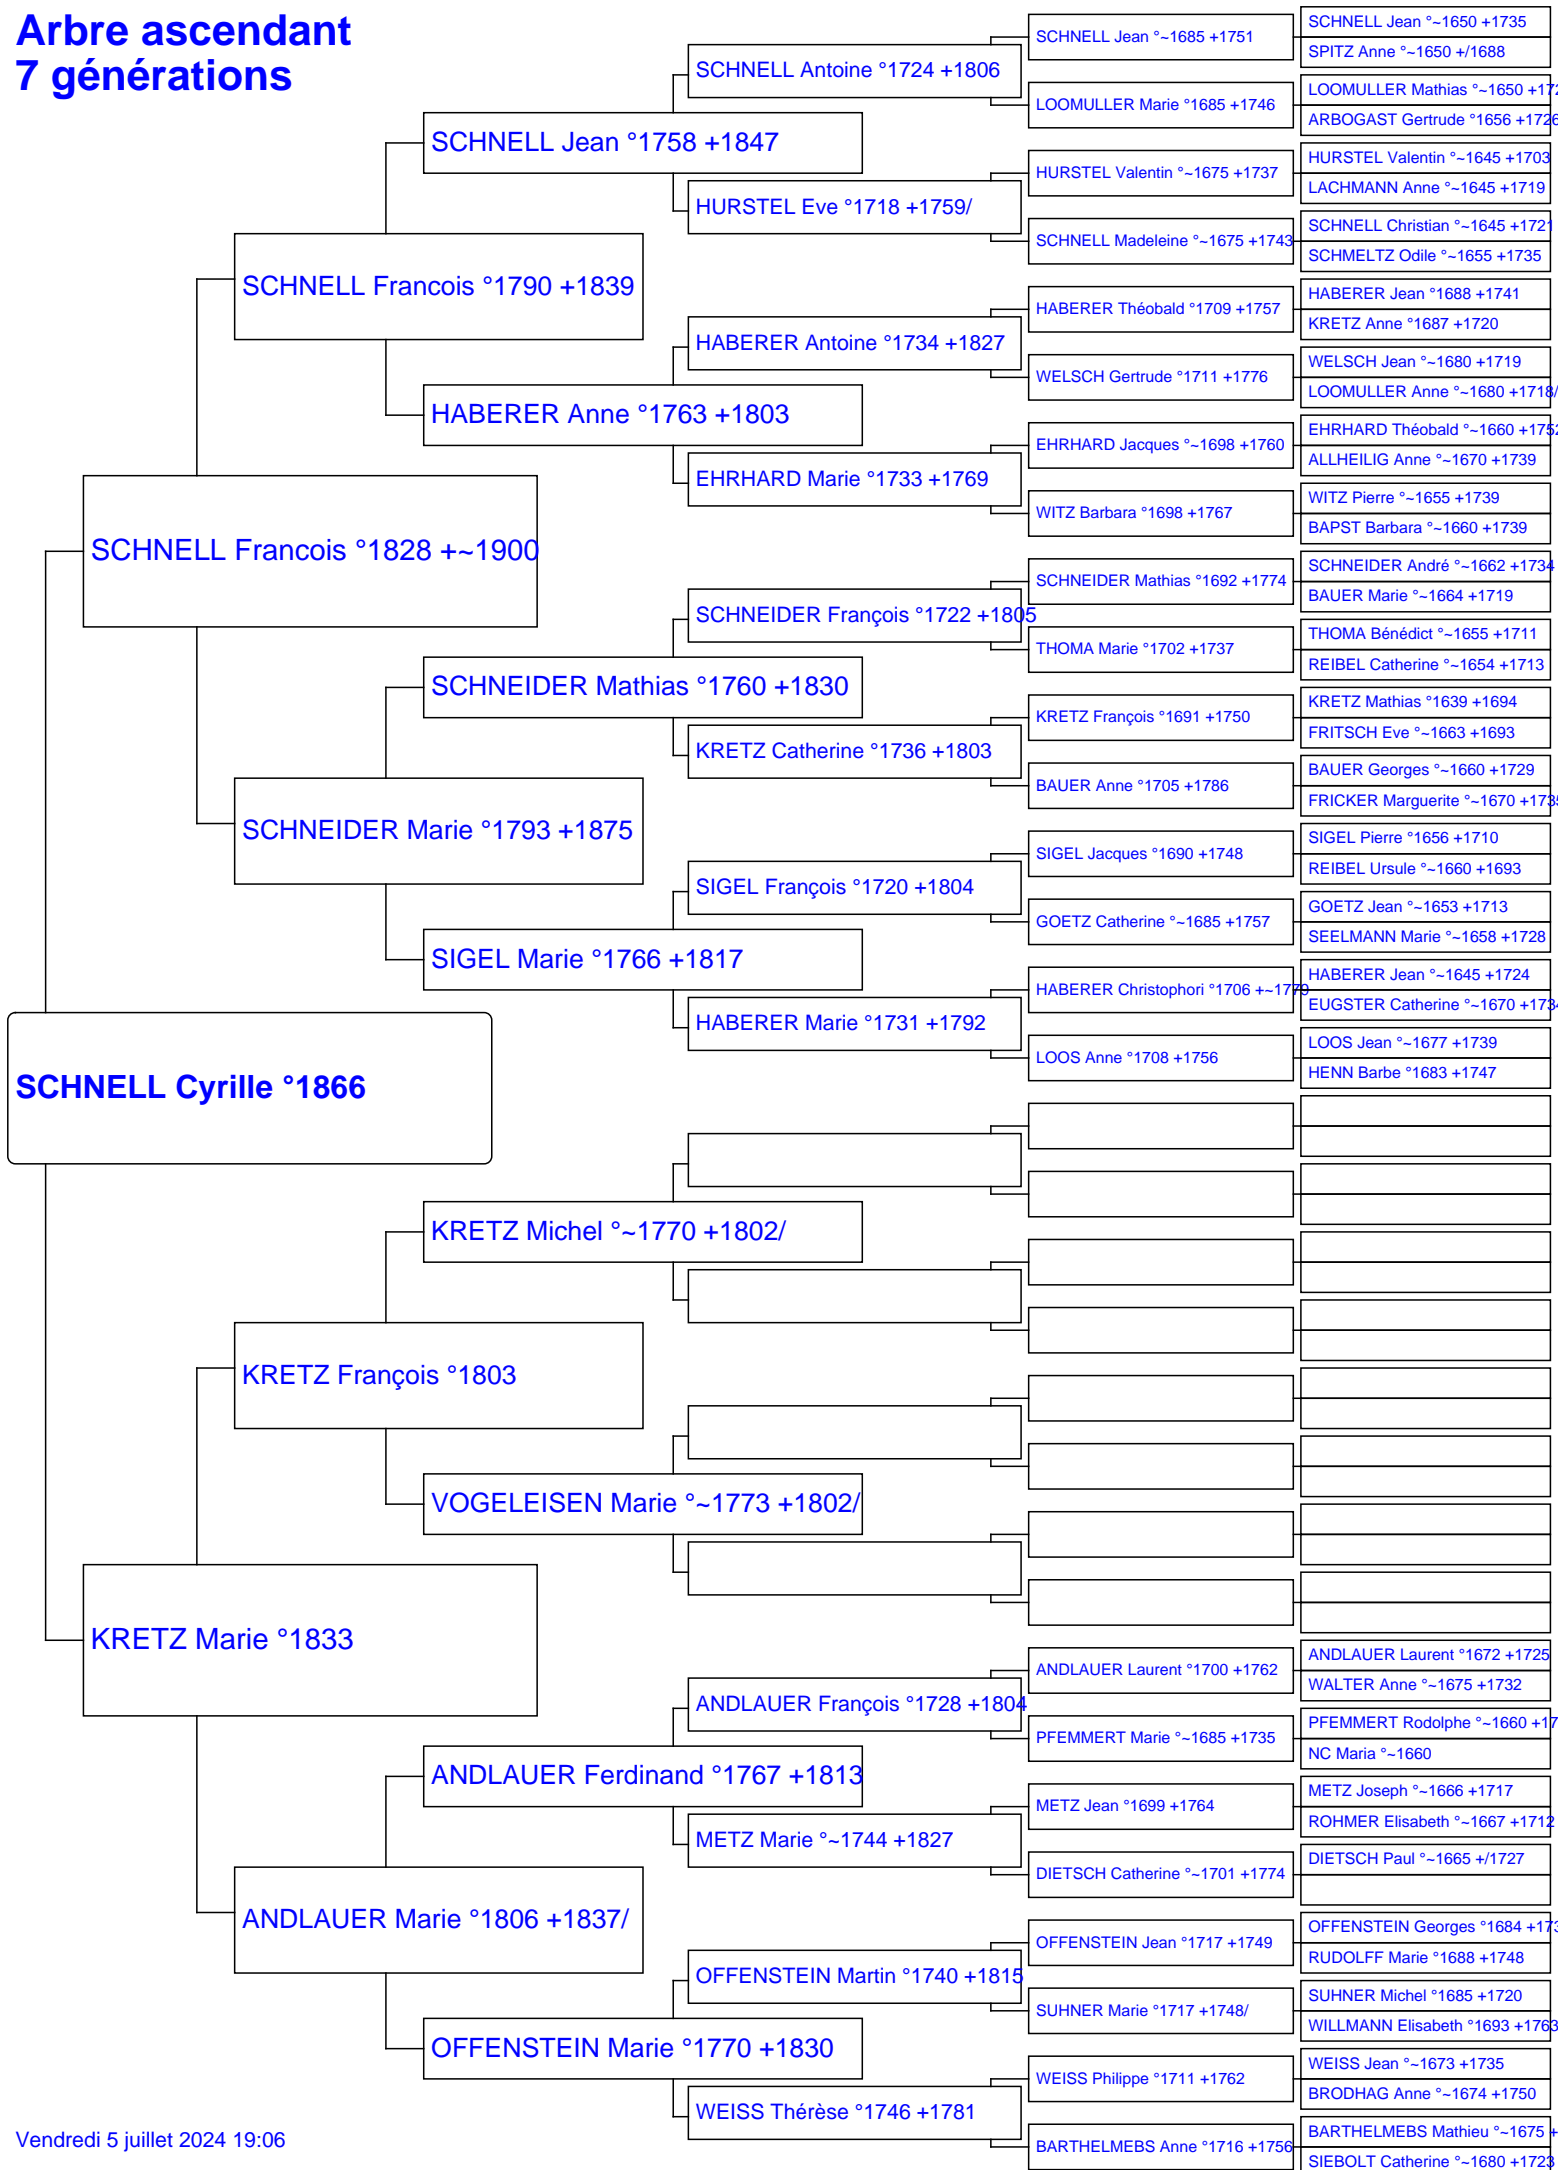 Arbre ascendant
7 générations
SCHNELL Cyrille °1866
SCHNELL Francois °1828 +~1900
KRETZ Marie °1833
SCHNELL Francois °1790 +1839
SCHNEIDER Marie °1793 +1875
KRETZ François °1803
ANDLAUER Marie °1806 +1837/
SCHNELL Jean °1758 +1847
HABERER Anne °1763 +1803
SCHNEIDER Mathias °1760 +1830
SIGEL Marie °1766 +1817
KRETZ Michel °~1770 +1802/
VOGELEISEN Marie °~1773 +1802/
ANDLAUER Ferdinand °1767 +1813
OFFENSTEIN Marie °1770 +1830
SCHNELL Antoine °1724 +1806
HURSTEL Eve °1718 +1759/
HABERER Antoine °1734 +1827
EHRHARD Marie °1733 +1769
SCHNEIDER François °1722 +1805
KRETZ Catherine °1736 +1803
SIGEL François °1720 +1804
HABERER Marie °1731 +1792
ANDLAUER François °1728 +1804
METZ Marie °~1744 +1827
OFFENSTEIN Martin °1740 +1815
WEISS Thérèse °1746 +1781
SCHNELL Jean °~1685 +1751
LOOMULLER Marie °1685 +1746
HURSTEL Valentin °~1675 +1737
SCHNELL Madeleine °~1675 +1743
HABERER Théobald °1709 +1757
WELSCH Gertrude °1711 +1776
EHRHARD Jacques °~1698 +1760
WITZ Barbara °1698 +1767
SCHNEIDER Mathias °1692 +1774
THOMA Marie °1702 +1737
KRETZ François °1691 +1750
BAUER Anne °1705 +1786
SIGEL Jacques °1690 +1748
GOETZ Catherine °~1685 +1757
HABERER Christophori °1706 +~1779
LOOS Anne °1708 +1756
ANDLAUER Laurent °1700 +1762
PFEMMERT Marie °~1685 +1735
METZ Jean °1699 +1764
DIETSCH Catherine °~1701 +1774
OFFENSTEIN Jean °1717 +1749
SUHNER Marie °1717 +1748/
WEISS Philippe °1711 +1762
BARTHELMEBS Anne °1716 +1756
SCHNELL Jean °~1650 +1735
SPITZ Anne °~1650 +/1688
LOOMULLER Mathias °~1650 +172
ARBOGAST Gertrude °1656 +1726
HURSTEL Valentin °~1645 +1703
LACHMANN Anne °~1645 +1719
SCHNELL Christian °~1645 +1721
SCHMELTZ Odile °~1655 +1735
HABERER Jean °1688 +1741
KRETZ Anne °1687 +1720
WELSCH Jean °~1680 +1719
LOOMULLER Anne °~1680 +1718/
EHRHARD Théobald °~1660 +1752
ALLHEILIG Anne °~1670 +1739
WITZ Pierre °~1655 +1739
BAPST Barbara °~1660 +1739
SCHNEIDER André °~1662 +1734
BAUER Marie °~1664 +1719
THOMA Bénédict °~1655 +1711
REIBEL Catherine °~1654 +1713
KRETZ Mathias °1639 +1694
FRITSCH Eve °~1663 +1693
BAUER Georges °~1660 +1729
FRICKER Marguerite °~1670 +1735
SIGEL Pierre °1656 +1710
REIBEL Ursule °~1660 +1693
GOETZ Jean °~1653 +1713
SEELMANN Marie °~1658 +1728
HABERER Jean °~1645 +1724
EUGSTER Catherine °~1670 +1734
LOOS Jean °~1677 +1739
HENN Barbe °1683 +1747
ANDLAUER Laurent °1672 +1725
WALTER Anne °~1675 +1732
PFEMMERT Rodolphe °~1660 +17
NC Maria °~1660
METZ Joseph °~1666 +1717
ROHMER Elisabeth °~1667 +1712
DIETSCH Paul °~1665 +/1727
OFFENSTEIN Georges °1684 +173
RUDOLFF Marie °1688 +1748
SUHNER Michel °1685 +1720
WILLMANN Elisabeth °1693 +1763
WEISS Jean °~1673 +1735
BRODHAG Anne °~1674 +1750
BARTHELMEBS Mathieu °~1675 +
SIEBOLT Catherine °~1680 +1723
Vendredi 5 juillet 2024 19:06